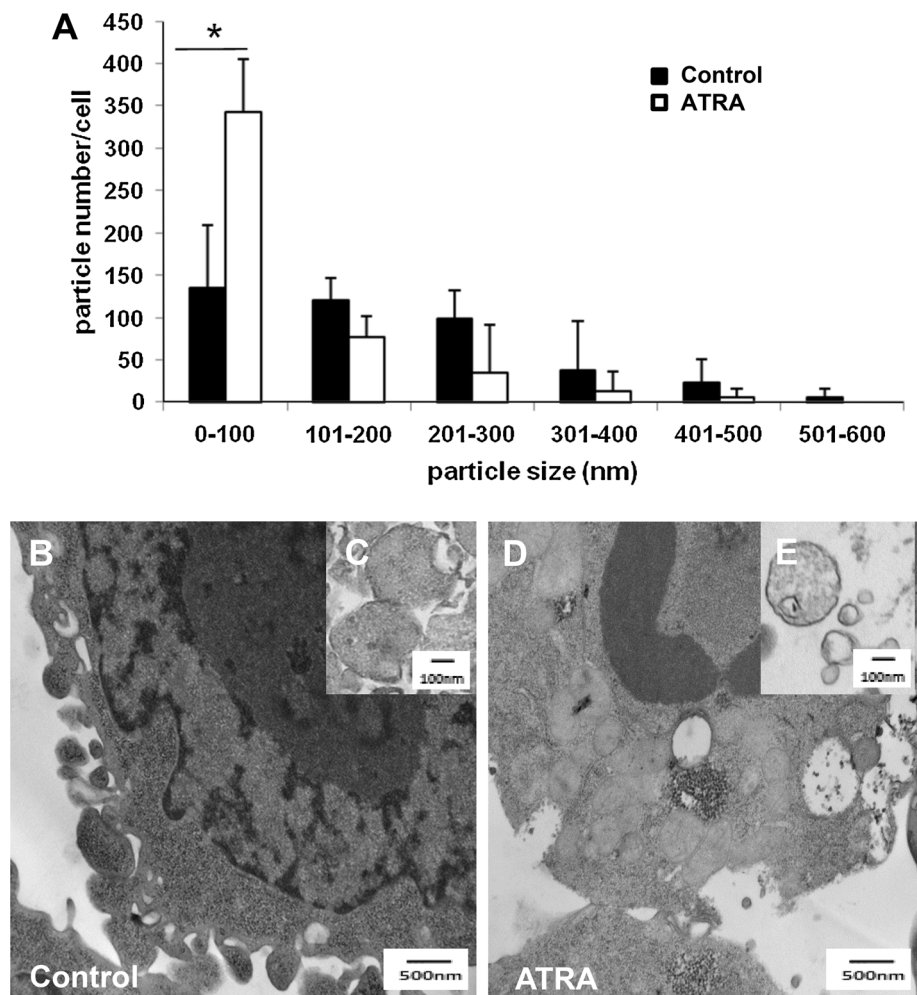 A
*
450
400
350
300
250
200
150
100
50
0
particle number/cell
Control
ATRA
0-100 101-200 201-300 301-400 401-500 501-600
particle size (nm)
B
C
100nm
Control
500nm
D
E
100nm
ATRA
500nm